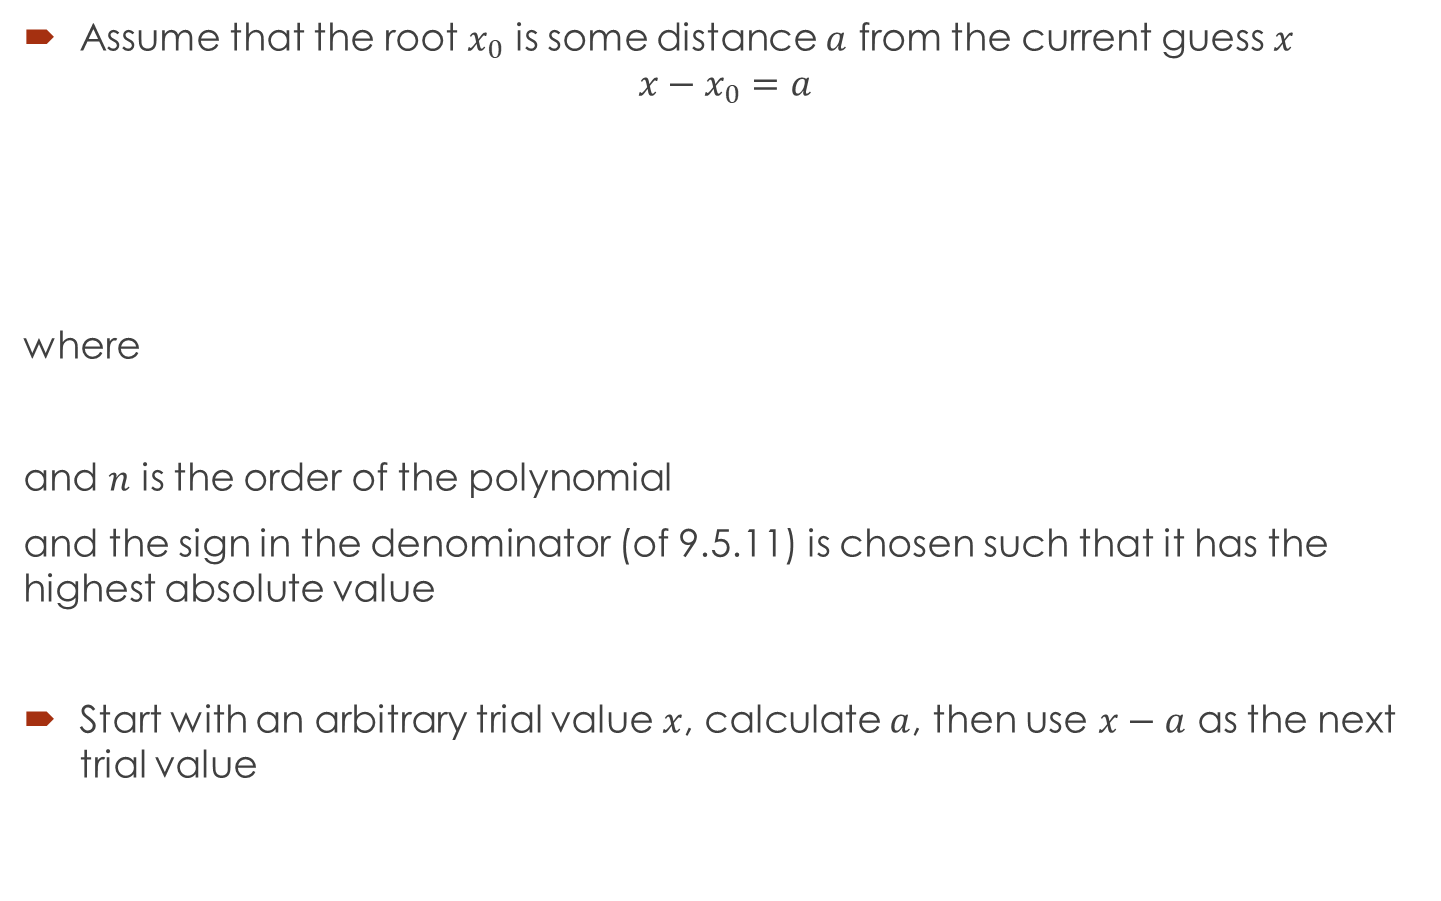 Assume that the root x₀ is some distance a from the current guess x
x − x₀ = a
where
and n is the order of the polynomial
and the sign in the denominator (of 9.5.11) is chosen such that it has the
highest absolute value
Start with an arbitrary trial value x, calculate a, then use x − a as the next
trial value